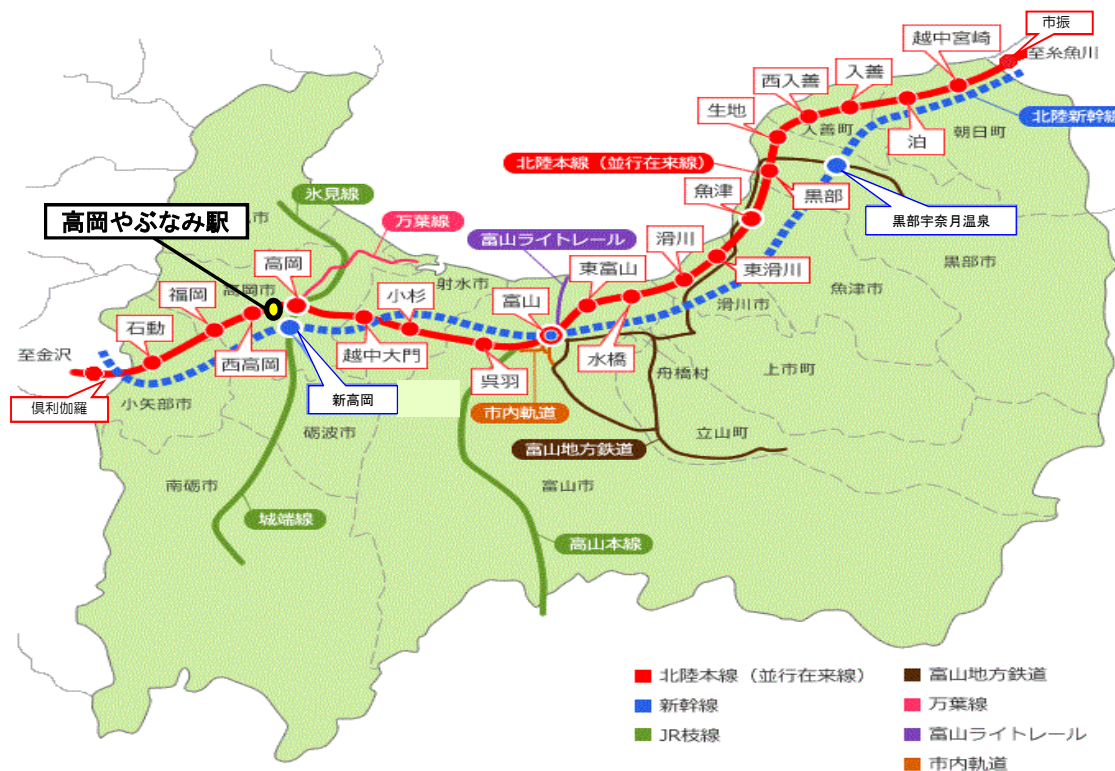 市振
越中宮崎
至糸魚川
入善
西入善
北陸新幹線
生地
入善町
朝日町
泊
北陸本線（並行在来線）
氷見線
魚津
黒部
黒部宇奈月温泉
高岡やぶなみ駅
万葉線
富山ライトレール
滑川
高岡
東富山
東滑川
黒部市
射水市
高岡市
福岡
小杉
富山
魚津市
滑川市
石動
至金沢
西高岡
越中大門
水橋
呉羽
舟橋村
上市町
新高岡
倶利伽羅
小矢部市
市内軌道
砺波市
立山町
富山地方鉄道
南砺市
富山市
城端線
高山本線
北陸本線（並行在来線）
新幹線
JR枝線
富山地方鉄道
万葉線
富山ライトレール
市内軌道